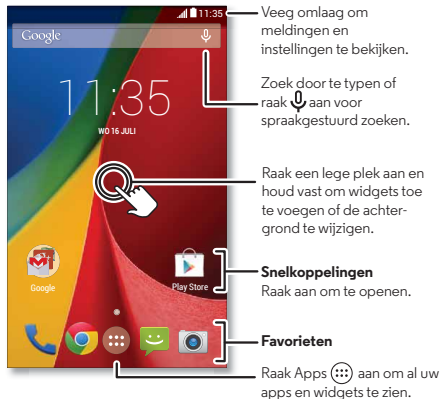 11:35
Google
11:35
WO 16 JULI
Google
Play Store
Veeg omlaag om
meldingen en
instellingen te bekijken.
Zoek door te typen of
raak aan voor
spraakgestuurd zoeken.
Raak een lege plek aan en
houd vast om widgets toe
te voegen of de achter-
grond te wijzigen.
Snelkoppelingen
Raak aan om te openen.
Favorieten
Raak Apps aan om al uw
apps en widgets te zien.